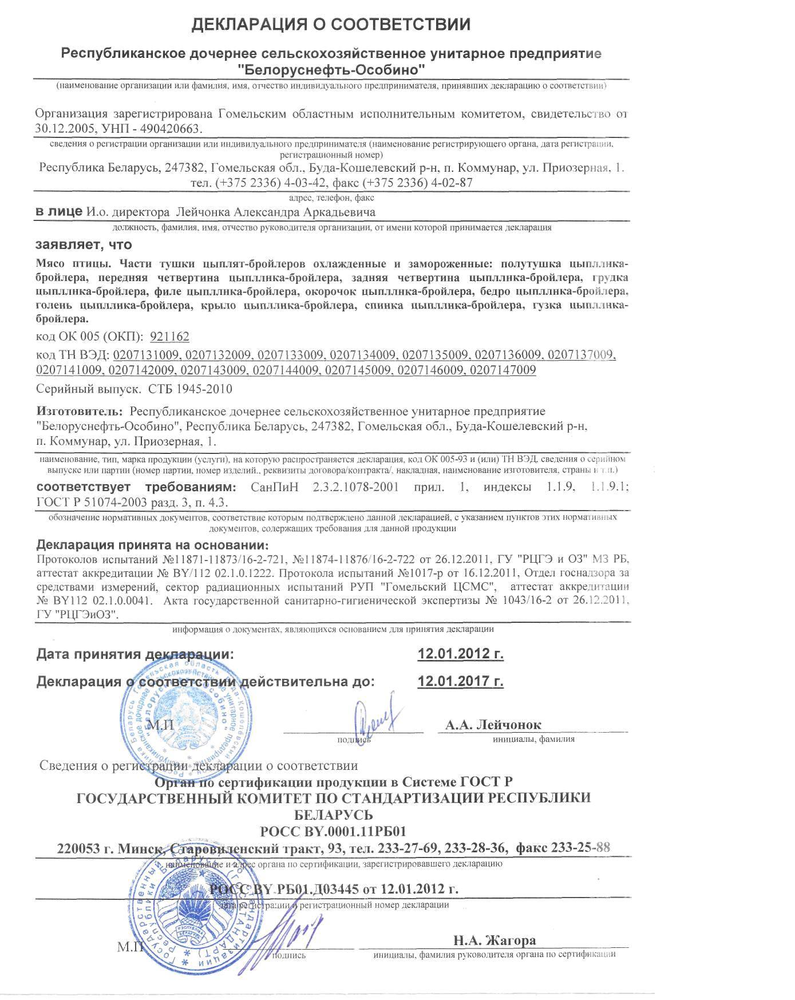 ДЕКЛАРАЦИЯ О СООТВЕТСТВИИ
Республиканское дочернее сельскохозяйственное унитарное предприятие
"Белоруснефть-Особино"
(наименование организации или фамилия, имя, отчество индивидуального предпринимателя, принявших декларацию о соответствии)
Организация зарегистрирована Гомельским областным исполнительным комитетом, свидетельство от
30.12.2005, УНП - 490420663.
сведения о регистрации организации или индивидуального предпринимателя (наименование регистрирующего органа, дата регистрации,
регистрационный номер)
Республика Беларусь, 247382, Гомельская обл., Буда-Кошелевский р-н, п. Коммунар, ул. Приозерная, 1.
тел. (+375 2336) 4-03-42, факс (+375 2336) 4-02-87
адрес, телефон, факс
в лице И.о. директора Лейчонка Александра Аркадьевича
должность, фамилия, имя, отчество руководителя организации, от имени которой принимается декларация
заявляет, что
Мясо птицы. Части тушки цыплят-бройлеров охлажденные и замороженные: полутушка цыпллнка-
бройлера, передняя четвертина цыпллнка-бройлера, задняя четвертина цыпллнка-бройлера, грудка
цыпллнка-бройлера, филе цыпллнка-бройлера, окорочок цыпллнка-бройлера, бедро цыпллнка-бройлера,
голень цыпллнка-бройлера, крыло цыпллнка-бройлера, спинка цыпллнка-бройлера, гузка цыпллнка-
бройлера.
код ОК 005 (ОКП): 921162
код ТН ВЭД: 0207131009, 0207132009, 0207133009, 0207134009, 0207135009, 0207136009, 0207137009,
0207141009, 0207142009, 0207143009, 0207144009, 0207145009, 0207146009, 0207147009
Серийный выпуск. СТБ 1945-2010
Изготовитель: Республиканское дочернее сельскохозяйственное унитарное предприятие
"Белоруснефть-Особино", Республика Беларусь, 247382, Гомельская обл., Буда-Кошелевский р-н,
п. Коммунар, ул. Приозерная, 1.
наименование, тип, марка продукции (услуги), на которую распространяется декларация, код ОК 005-93 и (или) ТН ВЭД, сведения о серийном
выпуске или партии (номер партии, номер изделий., реквизиты договора/контракта/, накладная, наименование изготовителя, страны и т.п.)
соответствует требованиям: СанПиН 2.3.2.1078-2001 прил. 1, индексы 1.1.9, 1.1.9.1;
ГОСТ Р 51074-2003 разд. 3, п. 4.3.
обозначение нормативных документов, соответствие которым подтверждено данной декларацией, с указанием пунктов этих нормативных
документов, содержащих требования для данной продукции
Декларация принята на основании:
Протоколов испытаний №11871-11873/16-2-721, №11874-11876/16-2-722 от 26.12.2011, ГУ "РЦГЭ и ОЗ" МЗ РБ,
аттестат аккредитации № BY/112 02.1.0.1222. Протокола испытаний №1017-р от 16.12.2011, Отдел госнадзора за
средствами измерений, сектор радиационных испытаний РУП "Гомельский ЦСМС", аттестат аккредитации
№ BY112 02.1.0.0041. Акта государственной санитарно-гигиенической экспертизы № 1043/16-2 от 26.12.2011,
ГУ "РЦГЭиОЗ".
информация о документах, являющихся основанием для принятия декларации
Дата принятия декларации: 12.01.2012 г.
Декларация о соответствии действительна до: 12.01.2017 г.
М.П
А.А. Лейчонок
подпись инициалы, фамилия
Сведения о регистрации декларации о соответствии
Орган по сертификации продукции в Системе ГОСТ Р
ГОСУДАРСТВЕННЫЙ КОМИТЕТ ПО СТАНДАРТИЗАЦИИ РЕСПУБЛИКИ
БЕЛАРУСЬ
РОСС BY.0001.11РБ01
220053 г. Минск, Старовиленский тракт, 93, тел. 233-27-69, 233-28-36, факс 233-25-88
наименование и адрес органа по сертификации, зарегистрировавшего декларацию
РОСС BY.РБ01.Д03445 от 12.01.2012 г.
дата регистрации и регистрационный номер декларации
Н.А. Жагора
М.П
подпись инициалы, фамилия руководителя органа по сертификации